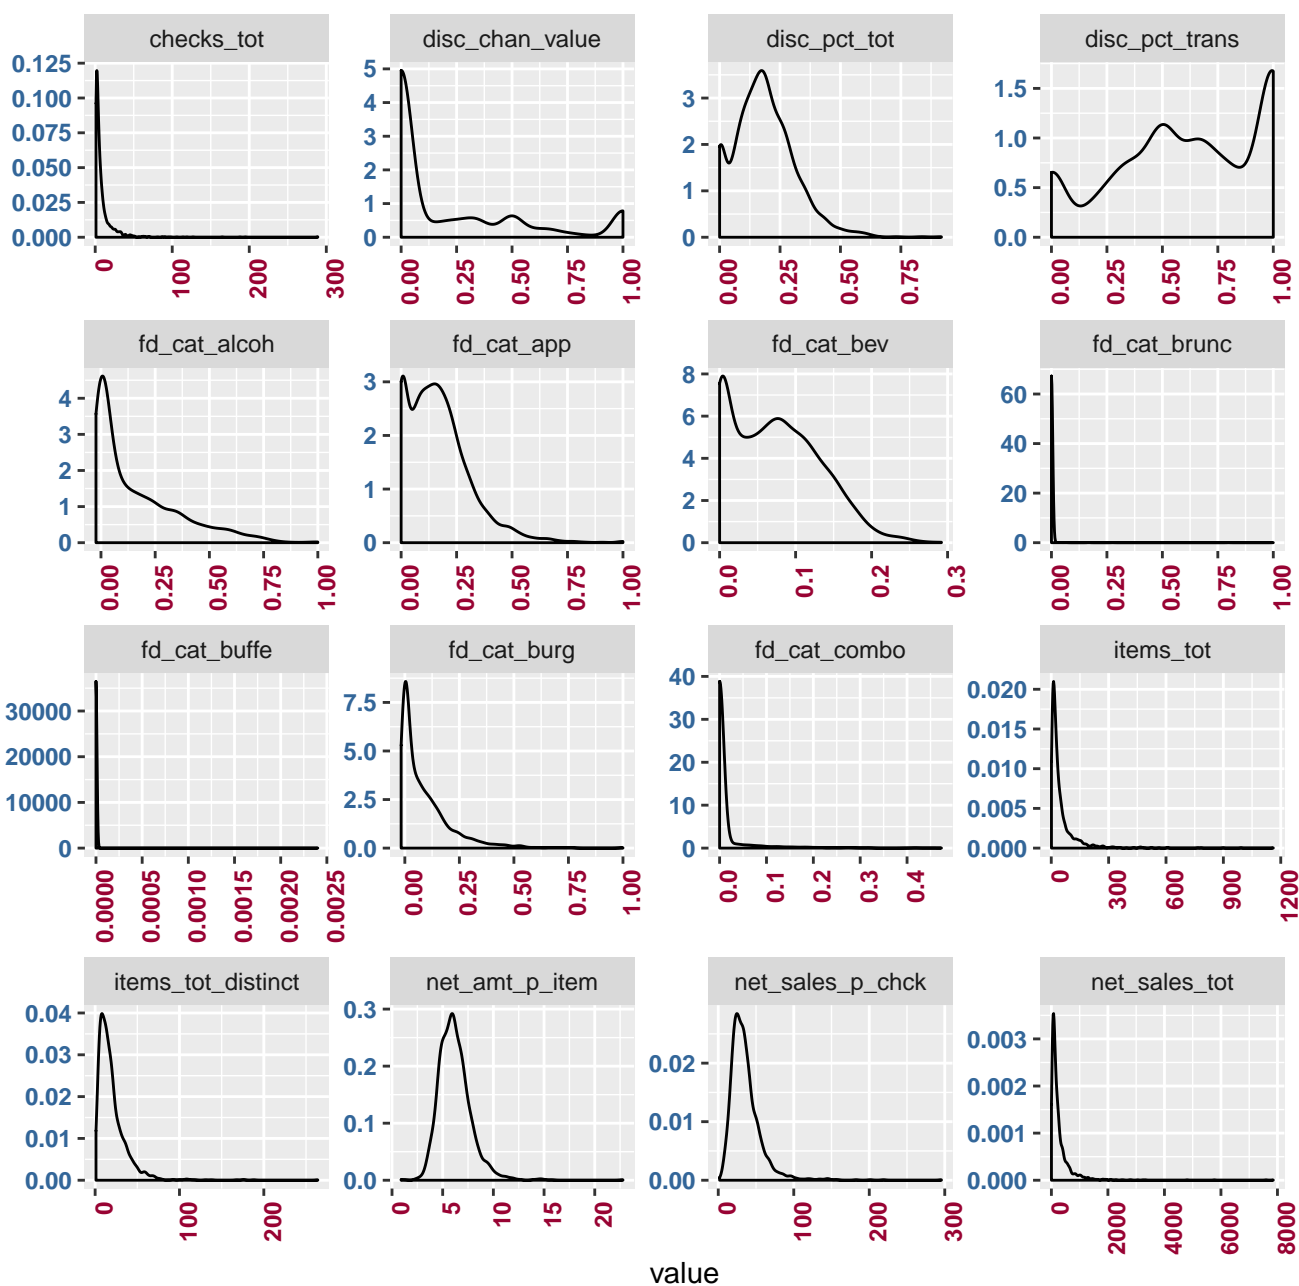 checks_tot disc_chan_value disc_pct_tot disc_pct_trans
0.125 0.100 0.075 0.050 0.025 0.000
5 4 3 2 1 0
3 2 1 0
1.5 1.0 0.5 0.0
0 100 200 300
0.00 0.25 0.50 0.75 1.00
0.00 0.25 0.50 0.75
0.00 0.25 0.50 0.75 1.00
fd_cat_alcoh fd_cat_app fd_cat_bev fd_cat_brunc
4 3 2 1 0
3 2 1 0
8 6 4 2 0
60 40 20 0
0.00 0.25 0.50 0.75 1.00
0.00 0.25 0.50 0.75 1.00
0.0 0.1 0.2 0.3
0.00 0.25 0.50 0.75 1.00
fd_cat_buffe fd_cat_burg fd_cat_combo items_tot
30000 20000 10000 0
7.5 5.0 2.5 0.0
40 30 20 10 0
0.020 0.015 0.010 0.005 0.000
0.0000 0.0005 0.0010 0.0015 0.0020 0.0025
0.00 0.25 0.50 0.75 1.00
0.0 0.1 0.2 0.3 0.4
0 300 600 900 1200
items_tot_distinct net_amt_p_item net_sales_p_chck net_sales_tot
0.04 0.03 0.02 0.01 0.00
0.3 0.2 0.1 0.0
0.02 0.01 0.00
0.003 0.002 0.001 0.000
0 100 200
0 5 10 15 20
0 100 200 300
0 2000 4000 6000 8000
value